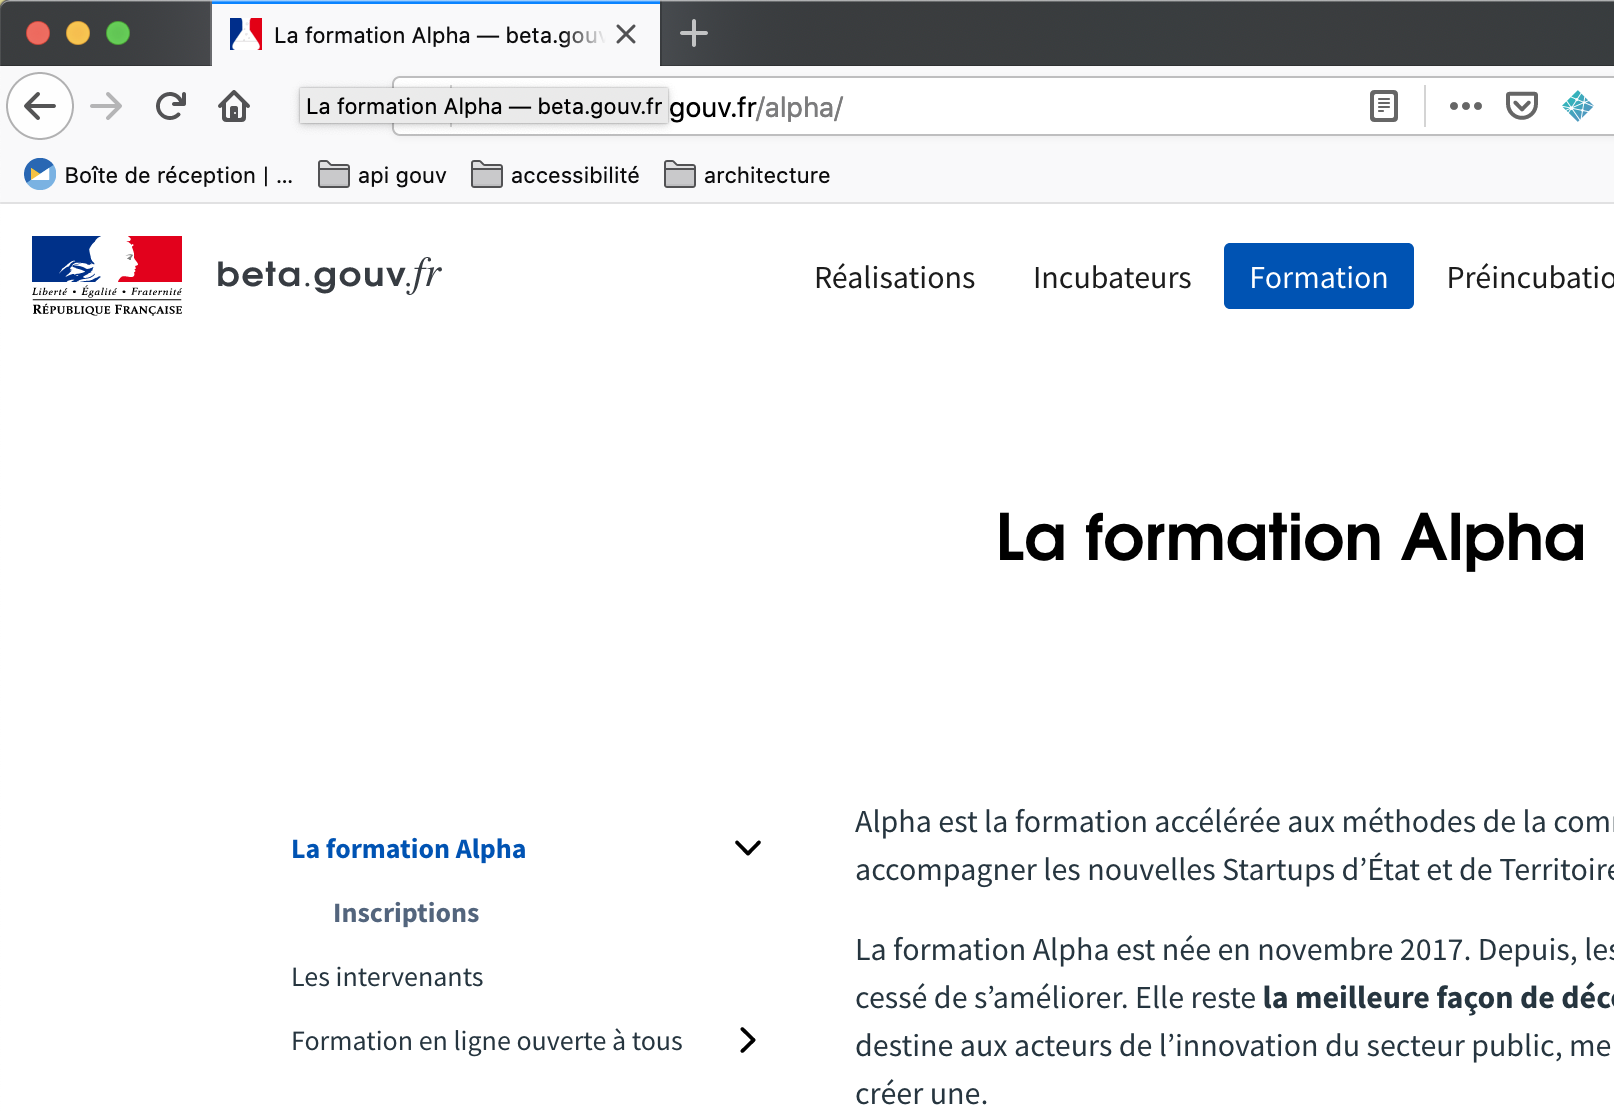 La formation Alpha — beta.gouv
La formation Alpha — beta.gouv.fr gouv.fr/alpha/
Boîte de réception | ... api gouv accessibilité architecture
Liberté • Égalité • Fraternité
RÉPUBLIQUE FRANÇAISE
beta.gouv.fr
Réalisations Incubateurs Formation Préincubatio
La formation Alpha
La formation Alpha
Inscriptions
Les intervenants
Formation en ligne ouverte à tous
Alpha est la formation accélérée aux méthodes de la com
accompagner les nouvelles Startups d’État et de Territoire
La formation Alpha est née en novembre 2017. Depuis, les
cessé de s’améliorer. Elle reste la meilleure façon de déc
destine aux acteurs de l’innovation du secteur public, me
créer une.